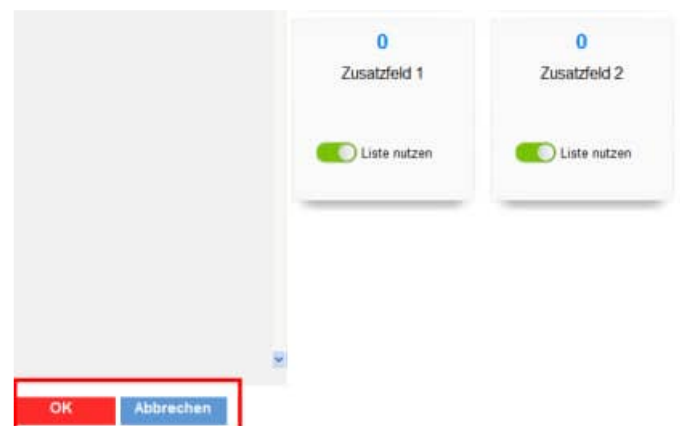 0
Zusatzfeld 1
Liste nutzen
0
Zusatzfeld 2
Liste nutzen
OK
Abbrechen